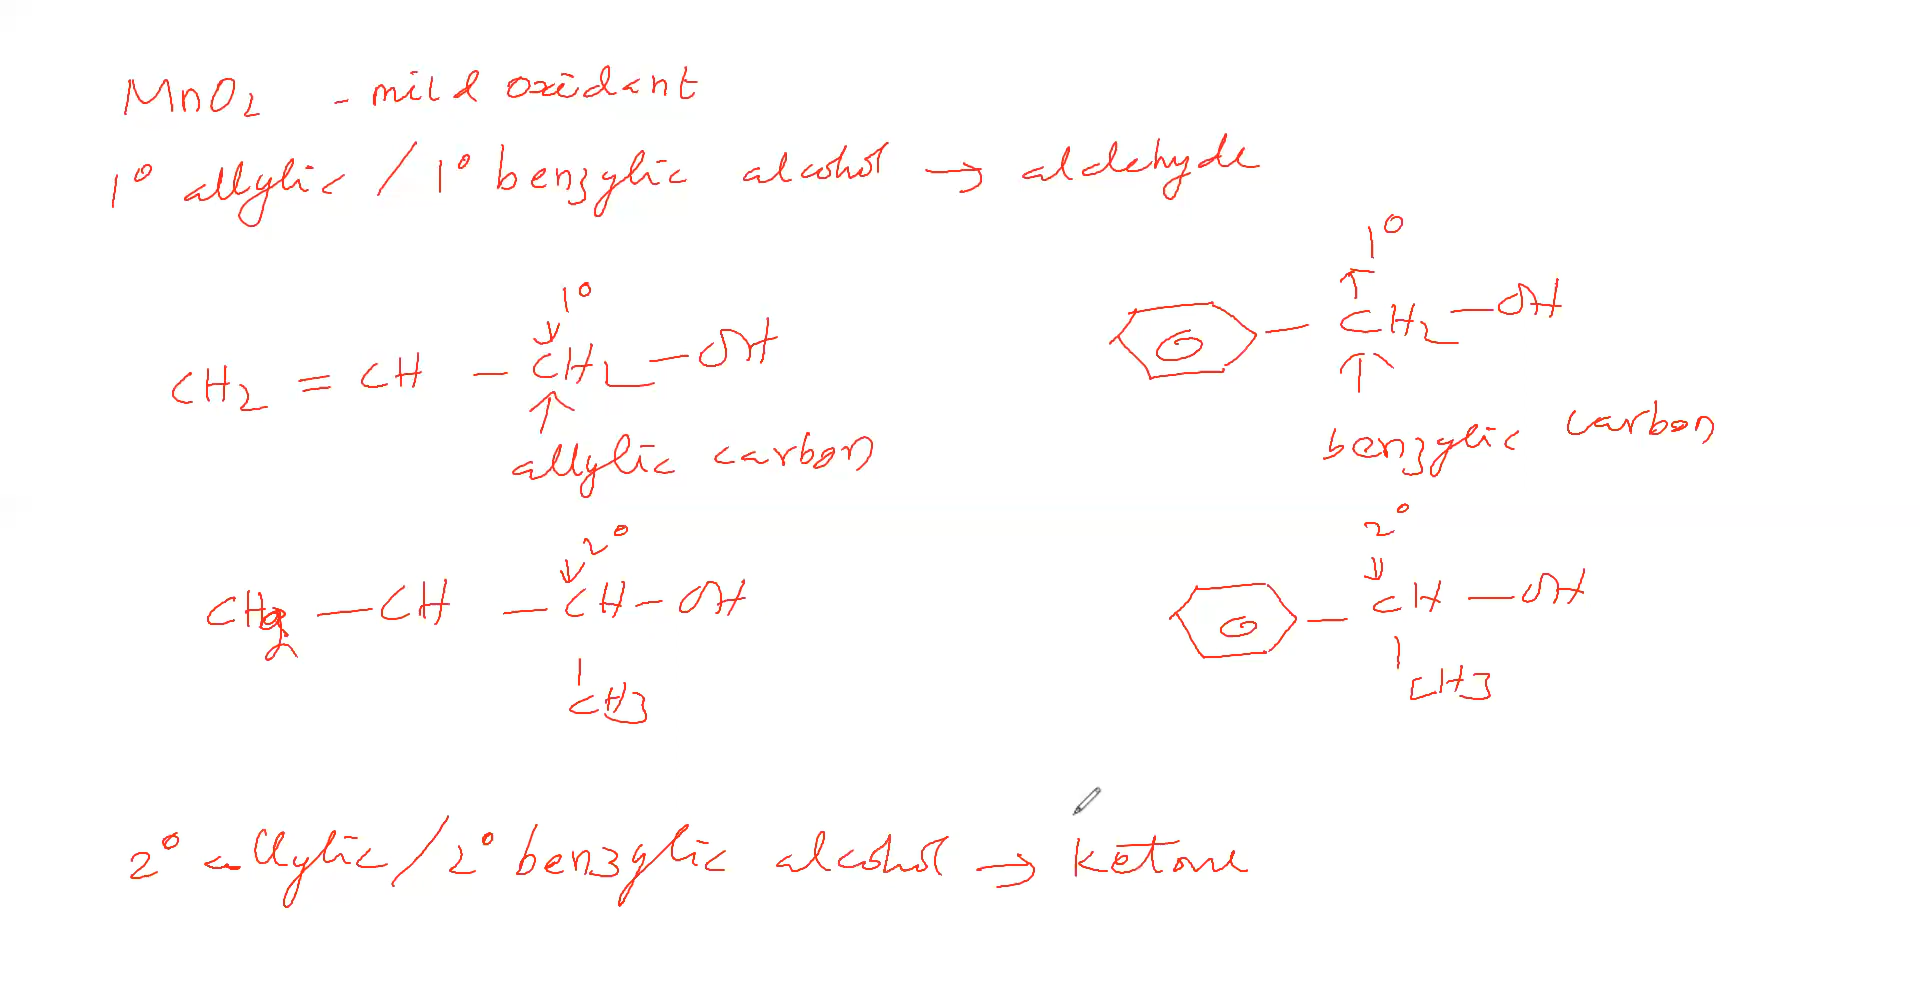 MnO2 - mild oxidant
1° allylic / 1° benzylic alcohol → aldehyde
1°
1°
CH2 = CH - CH2 - OH
CH2 - OH
allylic carbon
benzylic carbon
2°
2°
CH2 - CH - CH - OH
CH - OH
CH3
CH3
2° allylic / 2° benzylic alcohol → ketone